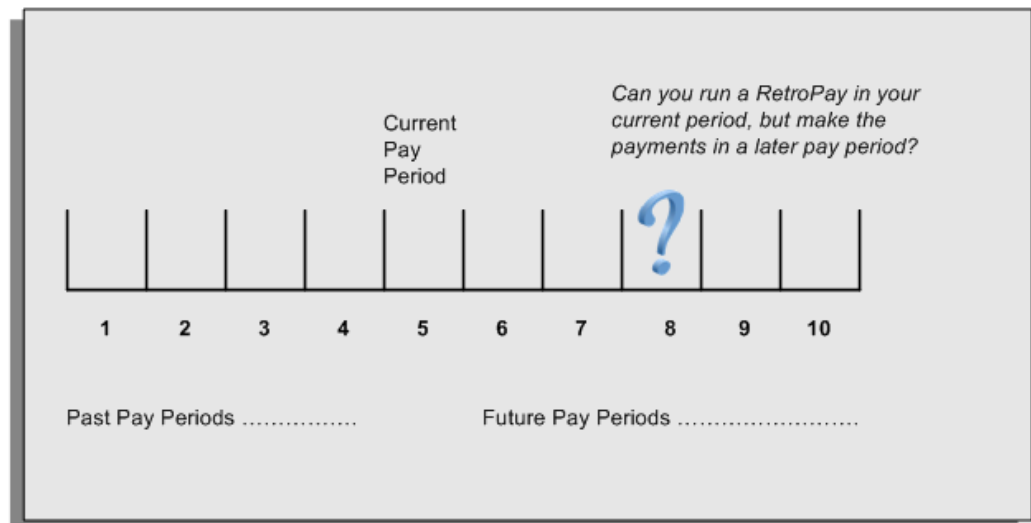 Can you run a RetroPay in your
current period, but make the
payments in a later pay period?
Current
Pay
Period
?
1 2 3 4 5 6 7 8 9 10
Past Pay Periods ................
Future Pay Periods .........................